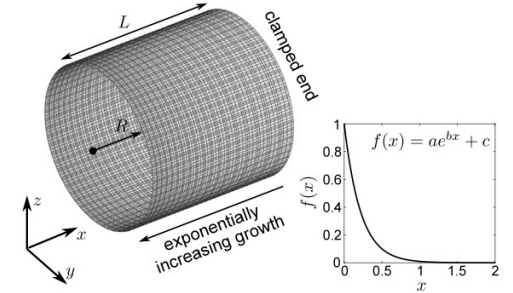 L
clamped end
R
z
x
y
exponentially
increasing growth
f(x) = ae^{bx} + c
f(x)
1
0.8
0.6
0.4
0.2
0
0 0.5 1 1.5 2
x